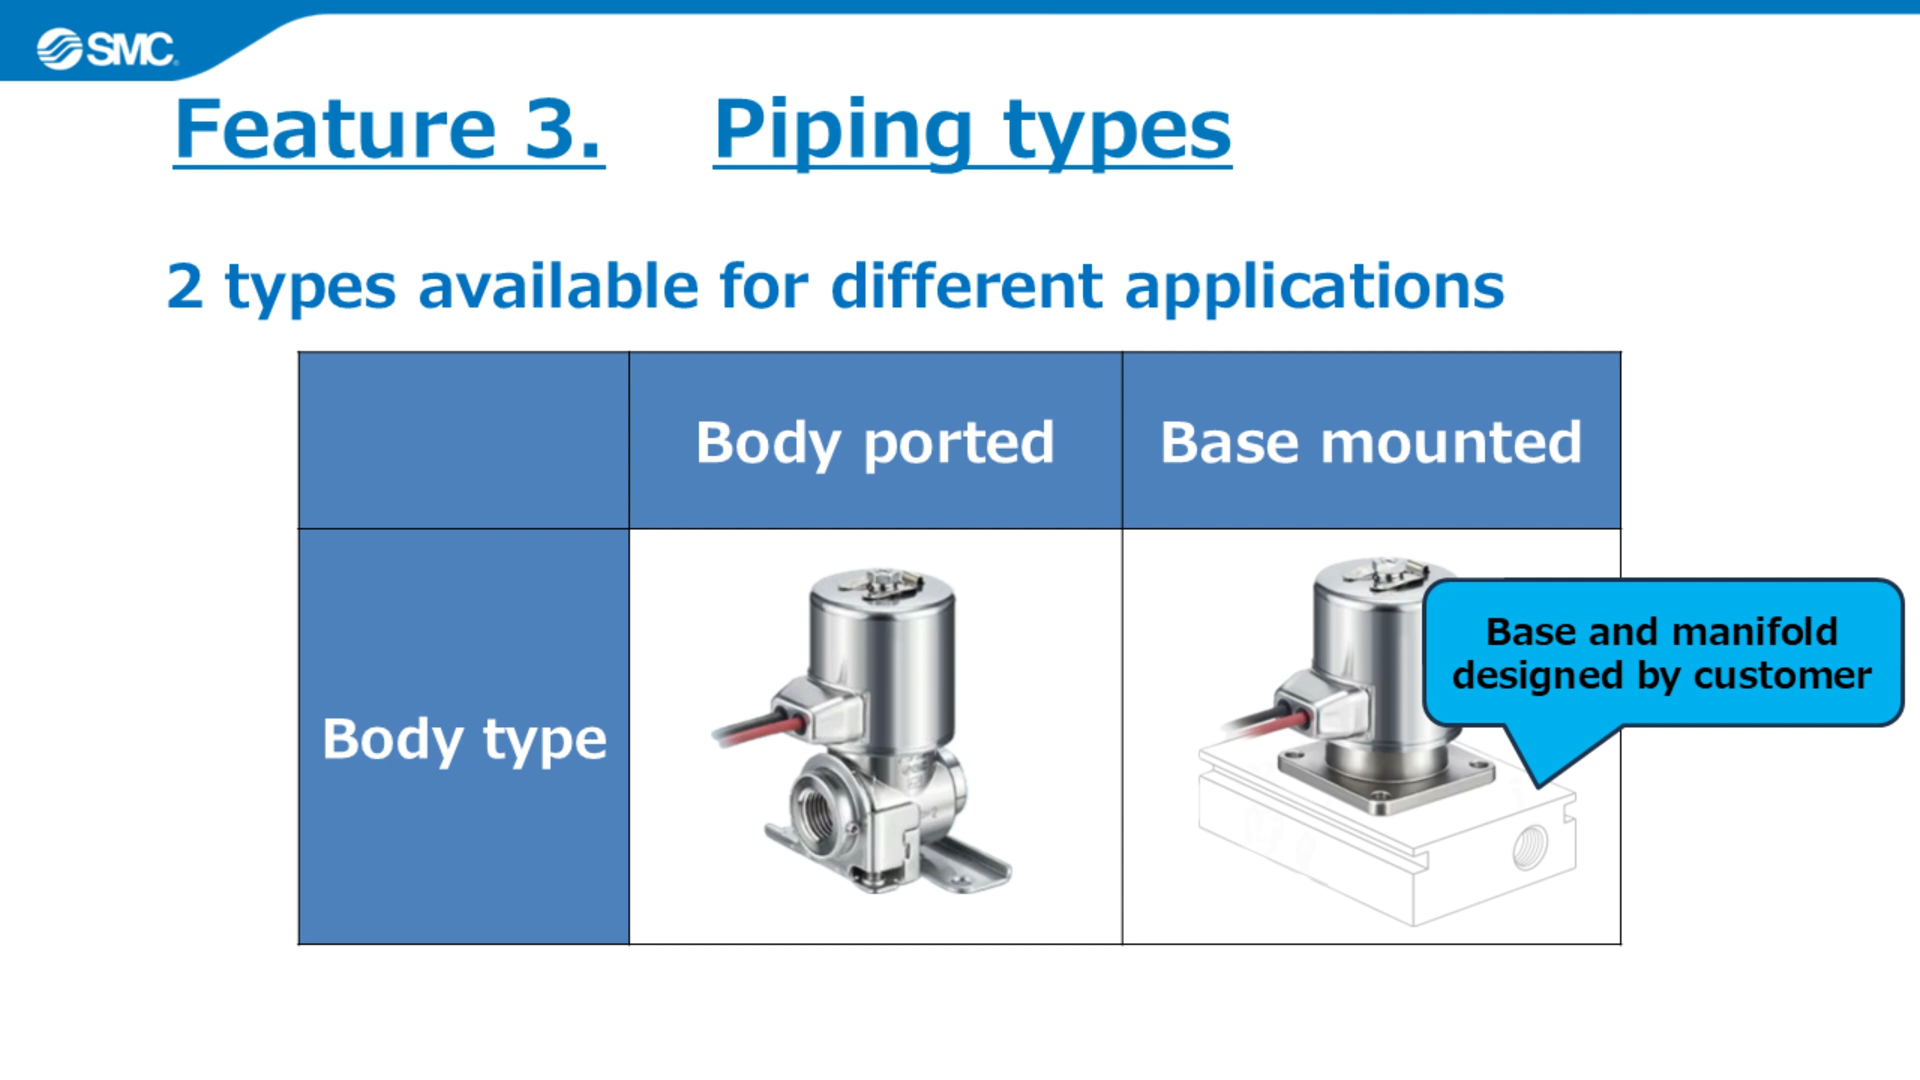 SMC
Feature 3. Piping types
2 types available for different applications
Body ported
Base mounted
Body type
Base and manifold
designed by customer